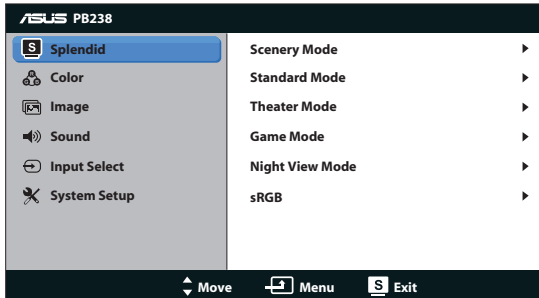 ASUS PB238
S Splendid
Color
Image
Sound
Input Select
System Setup
Scenery Mode
Standard Mode
Theater Mode
Game Mode
Night View Mode
sRGB
Move Menu S Exit